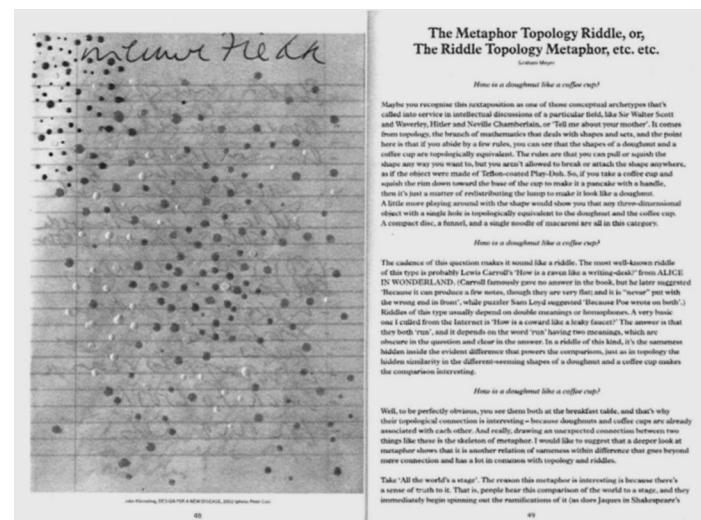 The Metaphor Topology Riddle, or,
The Riddle Topology Metaphor, etc. etc.
Graham Meyer
How is a doughnut like a coffee cup?
Maybe you recognise this juxtaposition as one of those conceptual archetypes that's
called into service in intellectual discussions of a particular field, like Sir Walter Scott
and Waverley, Hitler and Neville Chamberlain, or 'Tell me about your mother'. It comes
from topology, the branch of mathematics that deals with shapes and sets, and the point
here is that if you abide by a few rules, you can see that the shapes of a doughnut and a
coffee cup are topologically equivalent. The rules are that you can pull or squish the
shape any way you want to, but you aren't allowed to break or attach the shape anywhere,
as if the object were made of Teflon-coated Play-Doh. So, if you take a coffee cup and
squish the rim down toward the base of the cup to make it a pancake with a handle,
then it's just a matter of redistributing the lump to make it look like a doughnut.
A little more playing around with the shape would show you that any three-dimensional
object with a single hole is topologically equivalent to the doughnut and the coffee cup.
A compact disc, a funnel, and a single noodle of macaroni are all in this category.
How is a doughnut like a coffee cup?
The cadence of this question makes it sound like a riddle. The most well-known riddle
of this type is probably Lewis Carroll's 'How is a raven like a writing-desk?' from ALICE
IN WONDERLAND. (Carroll famously gave no answer in the book, but he later suggested
'Because it can produce a few notes, though they are very flat; and it is "nevar" put with
the wrong end in front', while puzzler Sam Loyd suggested 'Because Poe wrote on both'.)
Riddles of this type usually depend on double meanings or homophones. A very basic
one I culled from the Internet is 'How is a coward like a leaky faucet?' The answer is that
they both 'run', and it depends on the word 'run' having two meanings, which are
obscure in the question and clear in the answer. In a riddle of this kind, it's the sameness
hidden inside the evident difference that powers the comparison, just as in topology the
hidden similarity in the different-seeming shapes of a doughnut and a coffee cup makes
the comparison interesting.
How is a doughnut like a coffee cup?
Well, to be perfectly obvious, you see them both at the breakfast table, and that's why
their topological connection is interesting – because doughnuts and coffee cups are already
associated with each other. And really, drawing an unexpected connection between two
things like these is the skeleton of metaphor. I would like to suggest that a deeper look at
metaphor shows that it is another relation of sameness within difference that goes beyond
mere connection and has a lot in common with topology and riddles.
Take 'All the world's a stage'. The reason this metaphor is interesting is because there's
a sense of truth to it. That is, people hear this comparison of the world to a stage, and they
immediately begin spinning out the ramifications of it (as does Jaques in Shakespeare's
DESIGN FOR A NEW DISEASE, 2002
48
49